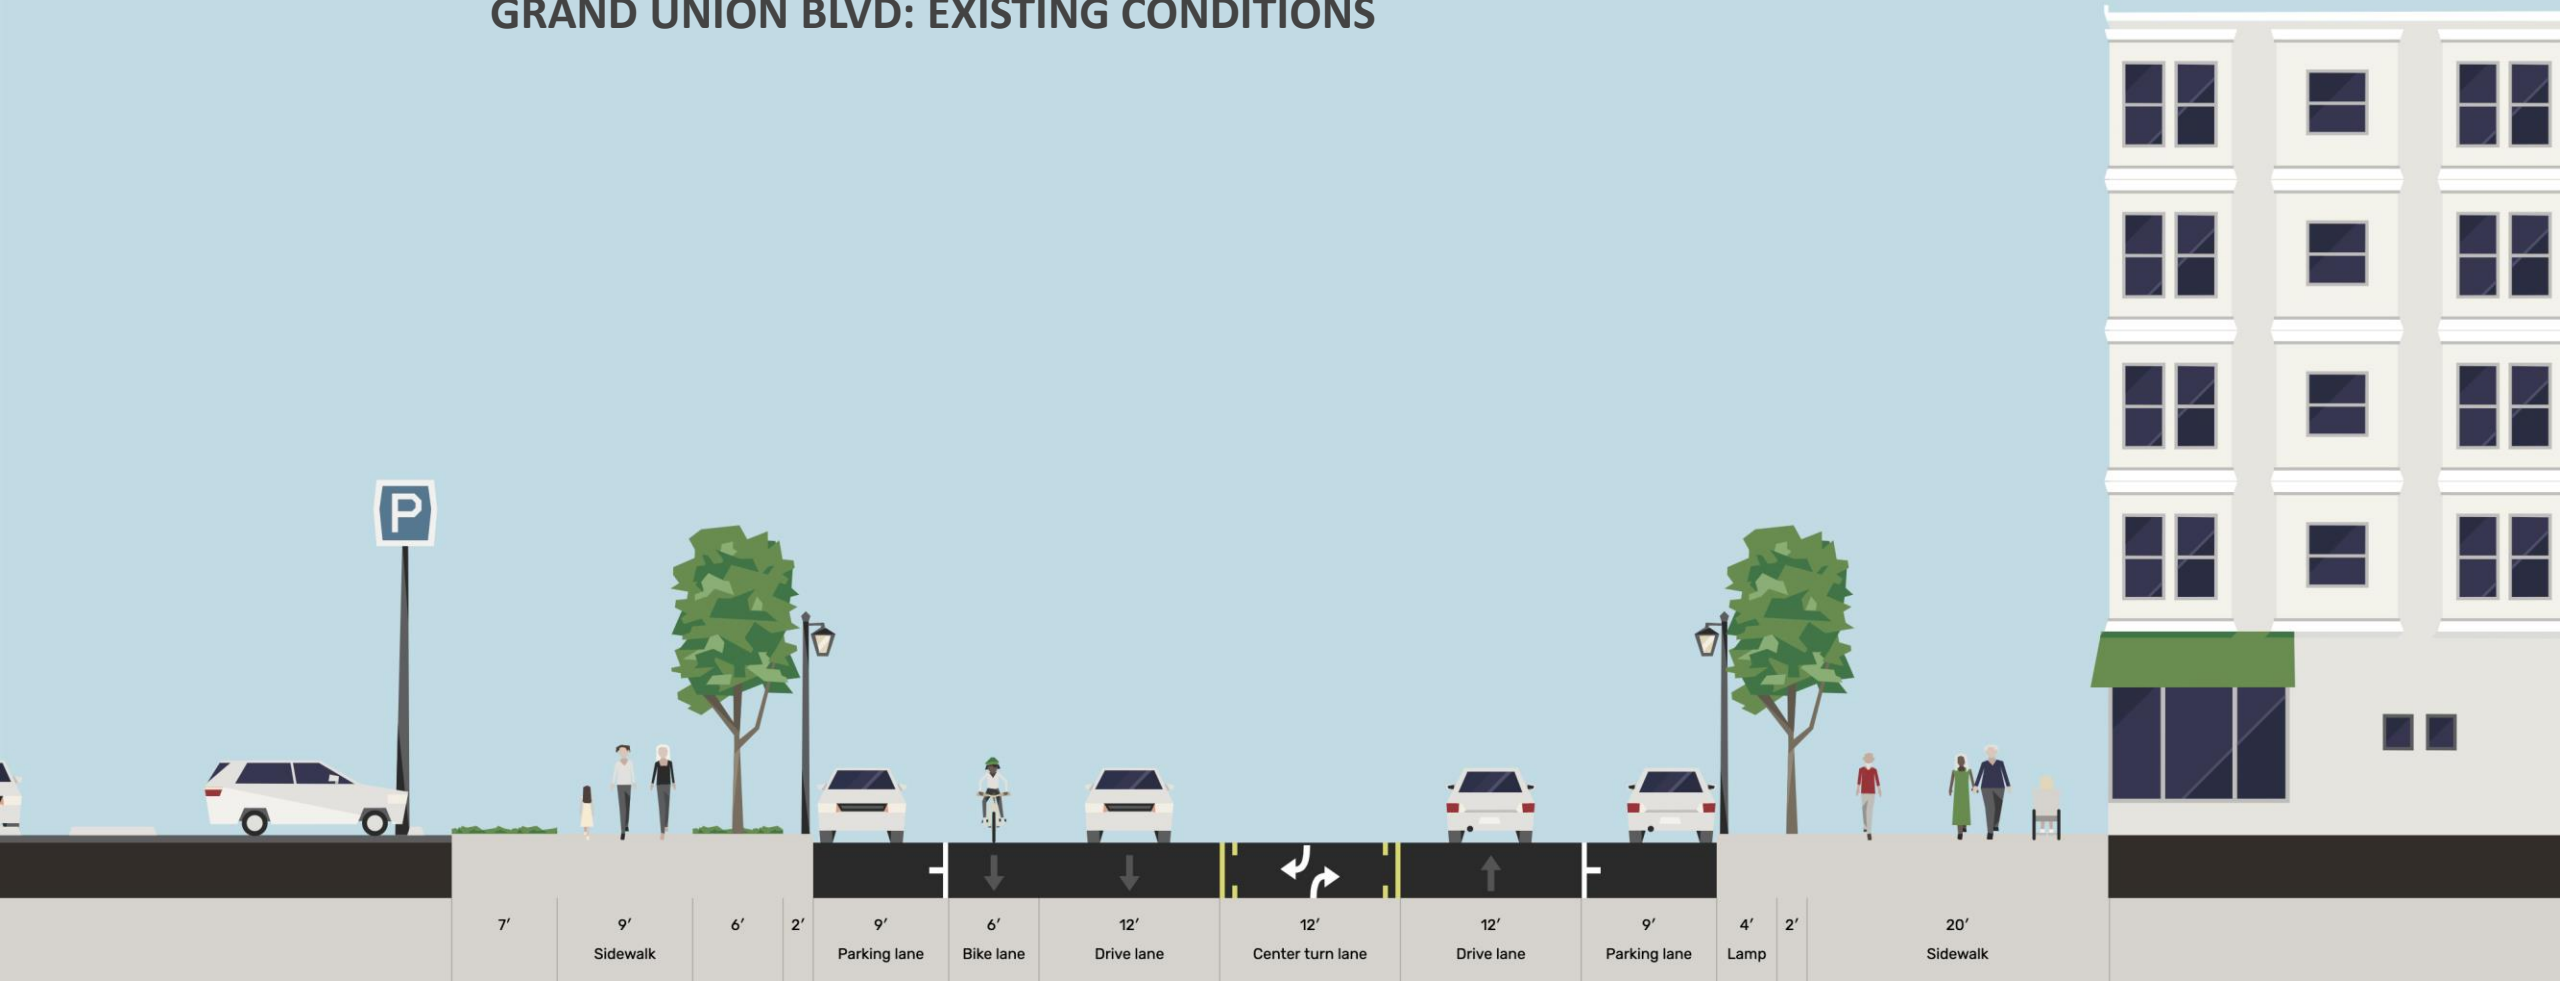 GRAND UNION BLVD: EXISTING CONDITIONS
P
7′ 9′ 6′ 2′ 9′ 6′ 12′ 12′ 12′ 9′ 4′ 2′ 20′
Sidewalk Parking lane Bike lane Drive lane Center turn lane Drive lane Parking lane Lamp Sidewalk